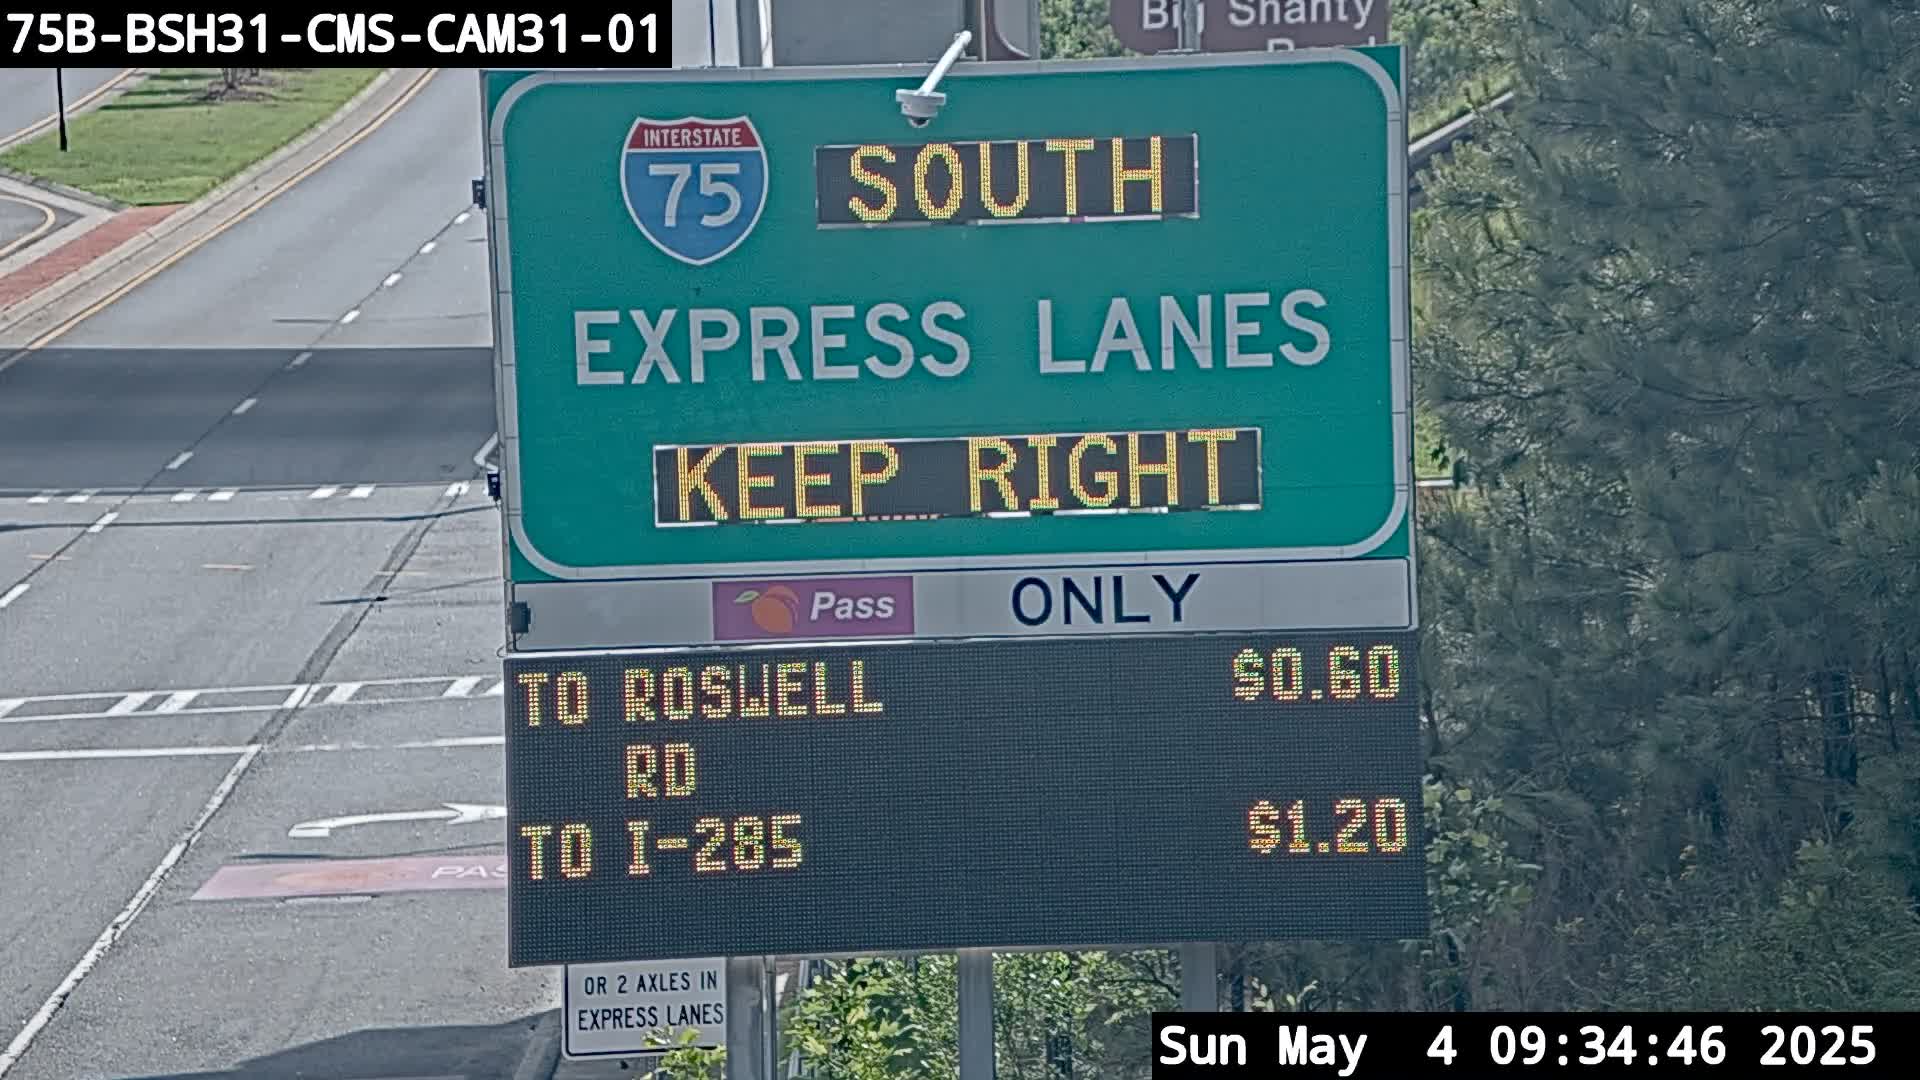 75B-BSH31-CMS-CAM31-01
Big Shanty
INTERSTATE
75
SOUTH
EXPRESS LANES
KEEP RIGHT
Pass ONLY
TO ROSWELL $0.60
RD
TO I-285 $1.20
OR 2 AXLES IN
EXPRESS LANES
Sun May 4 09:34:46 2025